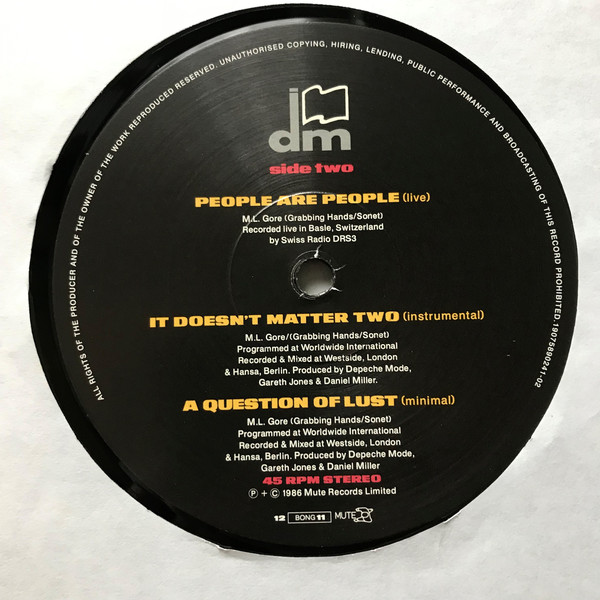 ALL RIGHTS OF THE PRODUCER AND OF THE OWNER OF THE WORK REPRODUCED RESERVED. UNAUTHORISED COPYING, HIRING, LENDING, PUBLIC PERFORMANCE AND BROADCASTING OF THIS RECORD PROHIBITED. 19075890241-02
dm
side two
PEOPLE ARE PEOPLE (live)
M.L. Gore (Grabbing Hands/Sonet)
Recorded live in Basle, Switzerland
by Swiss Radio DRS3
IT DOESN'T MATTER TWO (instrumental)
M.L. Gore/(Grabbing Hands/Sonet)
Programmed at Worldwide International
Recorded & Mixed at Westside, London
& Hansa, Berlin. Produced by Depeche Mode,
Gareth Jones & Daniel Miller.
A QUESTION OF LUST (minimal)
M.L. Gore (Grabbing Hands/Sonet)
Programmed at Worldwide International
Recorded & Mixed at Westside, London
& Hansa, Berlin. Produced by Depeche Mode,
Gareth Jones & Daniel Miller
45 RPM STEREO
Ⓟ + © 1986 Mute Records Limited
12 BONG 11 MUTE